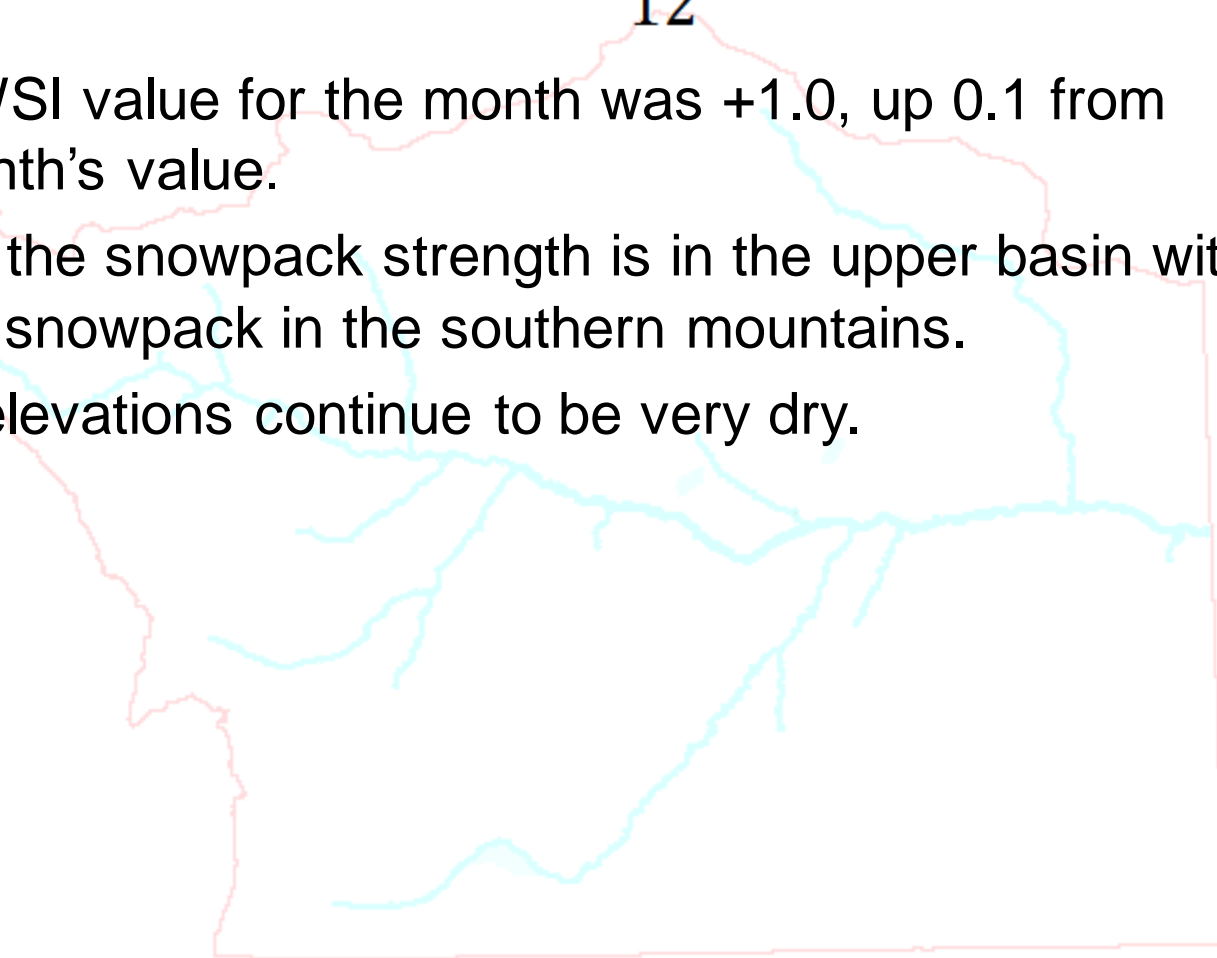 12
/SI value for the month was +1.0, up 0.1 from
nth's value.
the snowpack strength is in the upper basin wit
snowpack in the southern mountains.
elevations continue to be very dry.